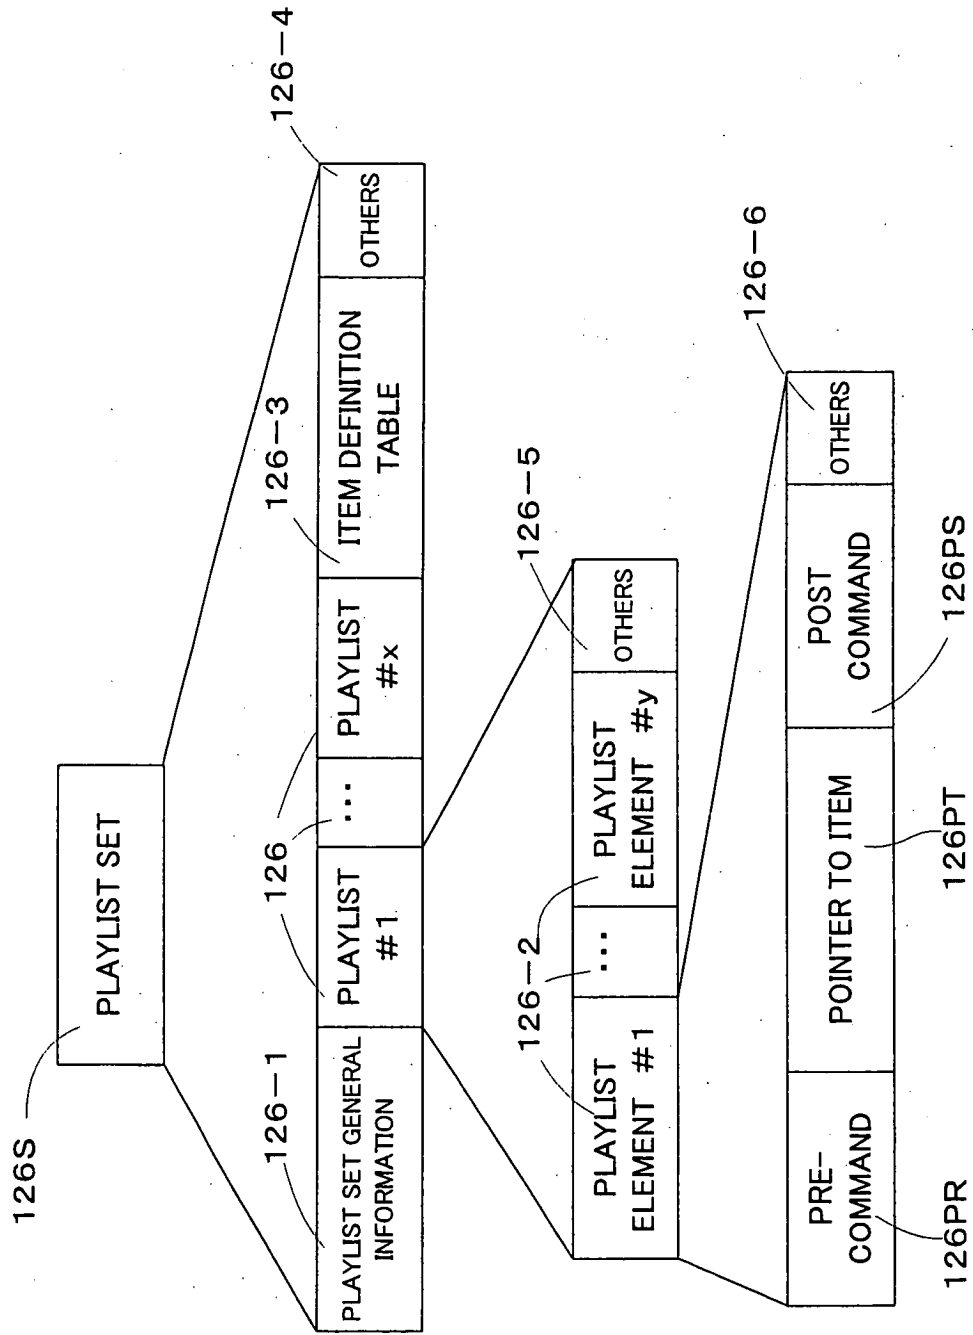 126S
PLAYLIST SET
126-1
126
126-3
126-4
PLAYLIST SET GENERAL
INFORMATION
PLAYLIST
#1
...
PLAYLIST
#x
ITEM DEFINITION
TABLE
OTHERS
126-2
126-5
PLAYLIST
ELEMENT #1
...
PLAYLIST
ELEMENT #y
OTHERS
126-6
PRE-
COMMAND
POINTER TO ITEM
POST
COMMAND
OTHERS
126PR
126PT
126PS